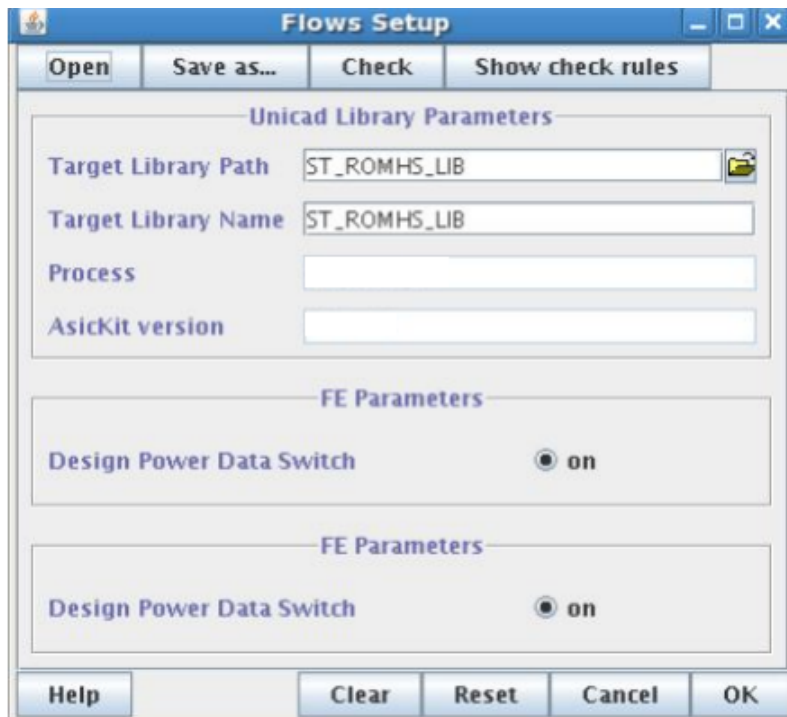 Flows Setup
Open Save as... Check Show check rules
Unicad Library Parameters
Target Library Path ST_ROMHS_LIB
Target Library Name ST_ROMHS_LIB
Process
AsicKit version
FE Parameters
Design Power Data Switch on
FE Parameters
Design Power Data Switch on
Help Clear Reset Cancel OK